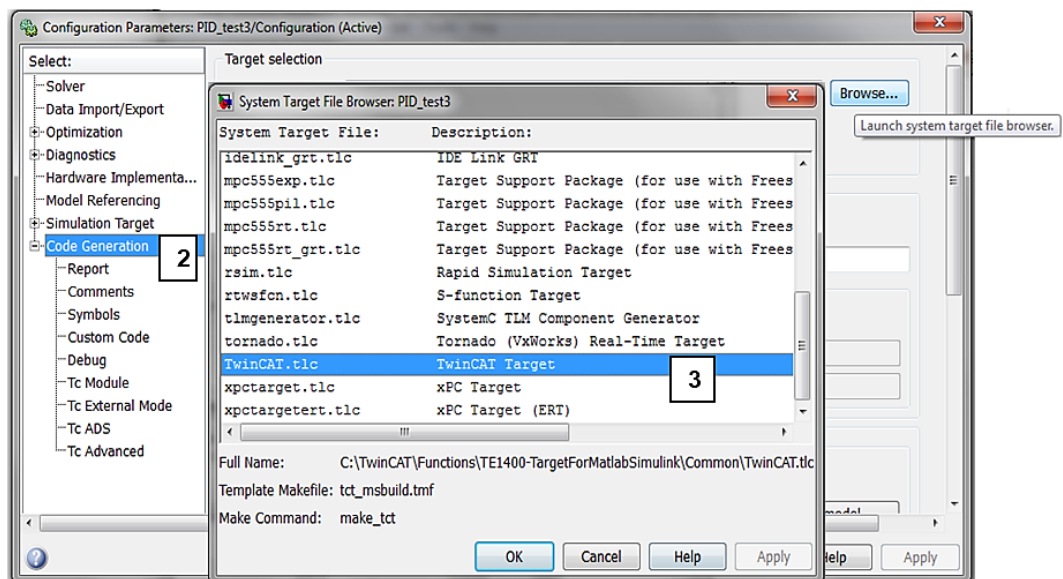 Configuration Parameters: PID_test3/Configuration (Active)
Select:
Solver
Data Import/Export
Optimization
Diagnostics
Hardware Implementa...
Model Referencing
Simulation Target
Code Generation
2
Report
Comments
Symbols
Custom Code
Debug
Tc Module
Tc External Mode
Tc ADS
Tc Advanced
Target selection
Browse...
Launch system target file browser.
System Target File Browser: PID_test3
System Target File: Description:
idelink_grt.tlc IDE Link GRT
mpc555exp.tlc Target Support Package (for use with Frees
mpc555pil.tlc Target Support Package (for use with Frees
mpc555rt.tlc Target Support Package (for use with Frees
mpc555rt_grt.tlc Target Support Package (for use with Frees
rsim.tlc Rapid Simulation Target
rtwsfcn.tlc S-function Target
tlmgenerator.tlc SystemC TLM Component Generator
tornado.tlc Tornado (VxWorks) Real-Time Target
TwinCAT.tlc TwinCAT Target
3
xpctarget.tlc xPC Target
xpctargetert.tlc xPC Target (ERT)
Full Name: C:\TwinCAT\Functions\TE1400-TargetForMatlabSimulink\Common\TwinCAT.tlc
Template Makefile: tct_msbuild.tmf
Make Command: make_tct
OK Cancel Help Apply
Help Apply